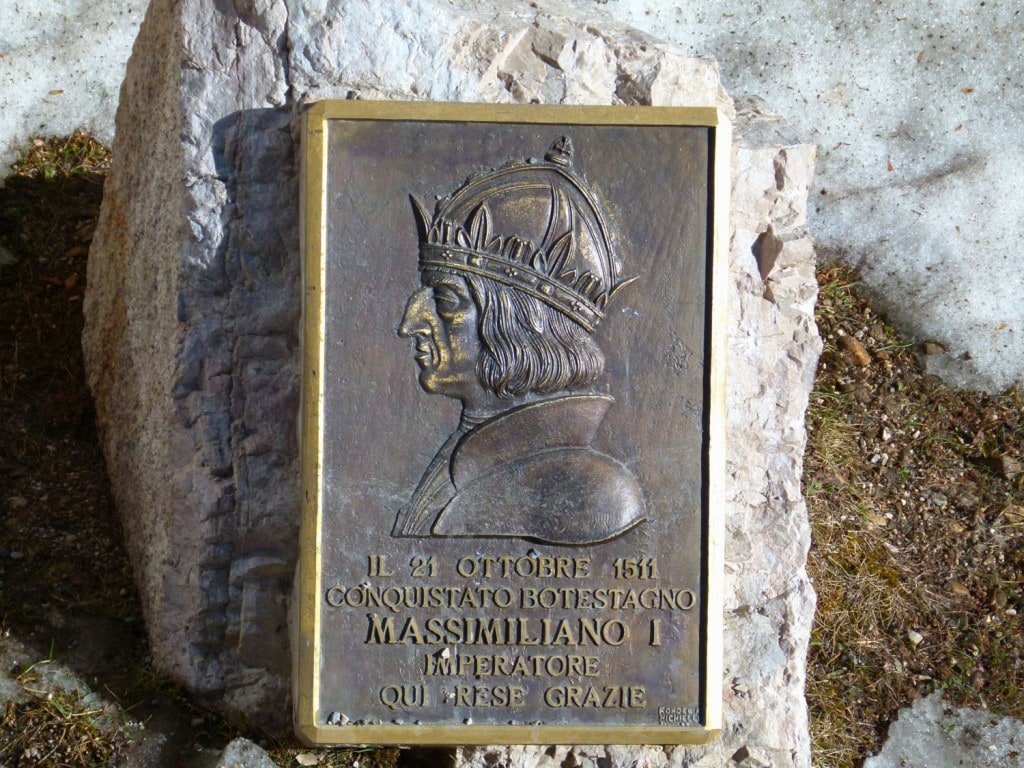 IL 21 OTTOBRE 1511
CONQUISTATO BOTESTAGNO
MASSIMILIANO I
IMPERATORE
QUI RESE GRAZIE